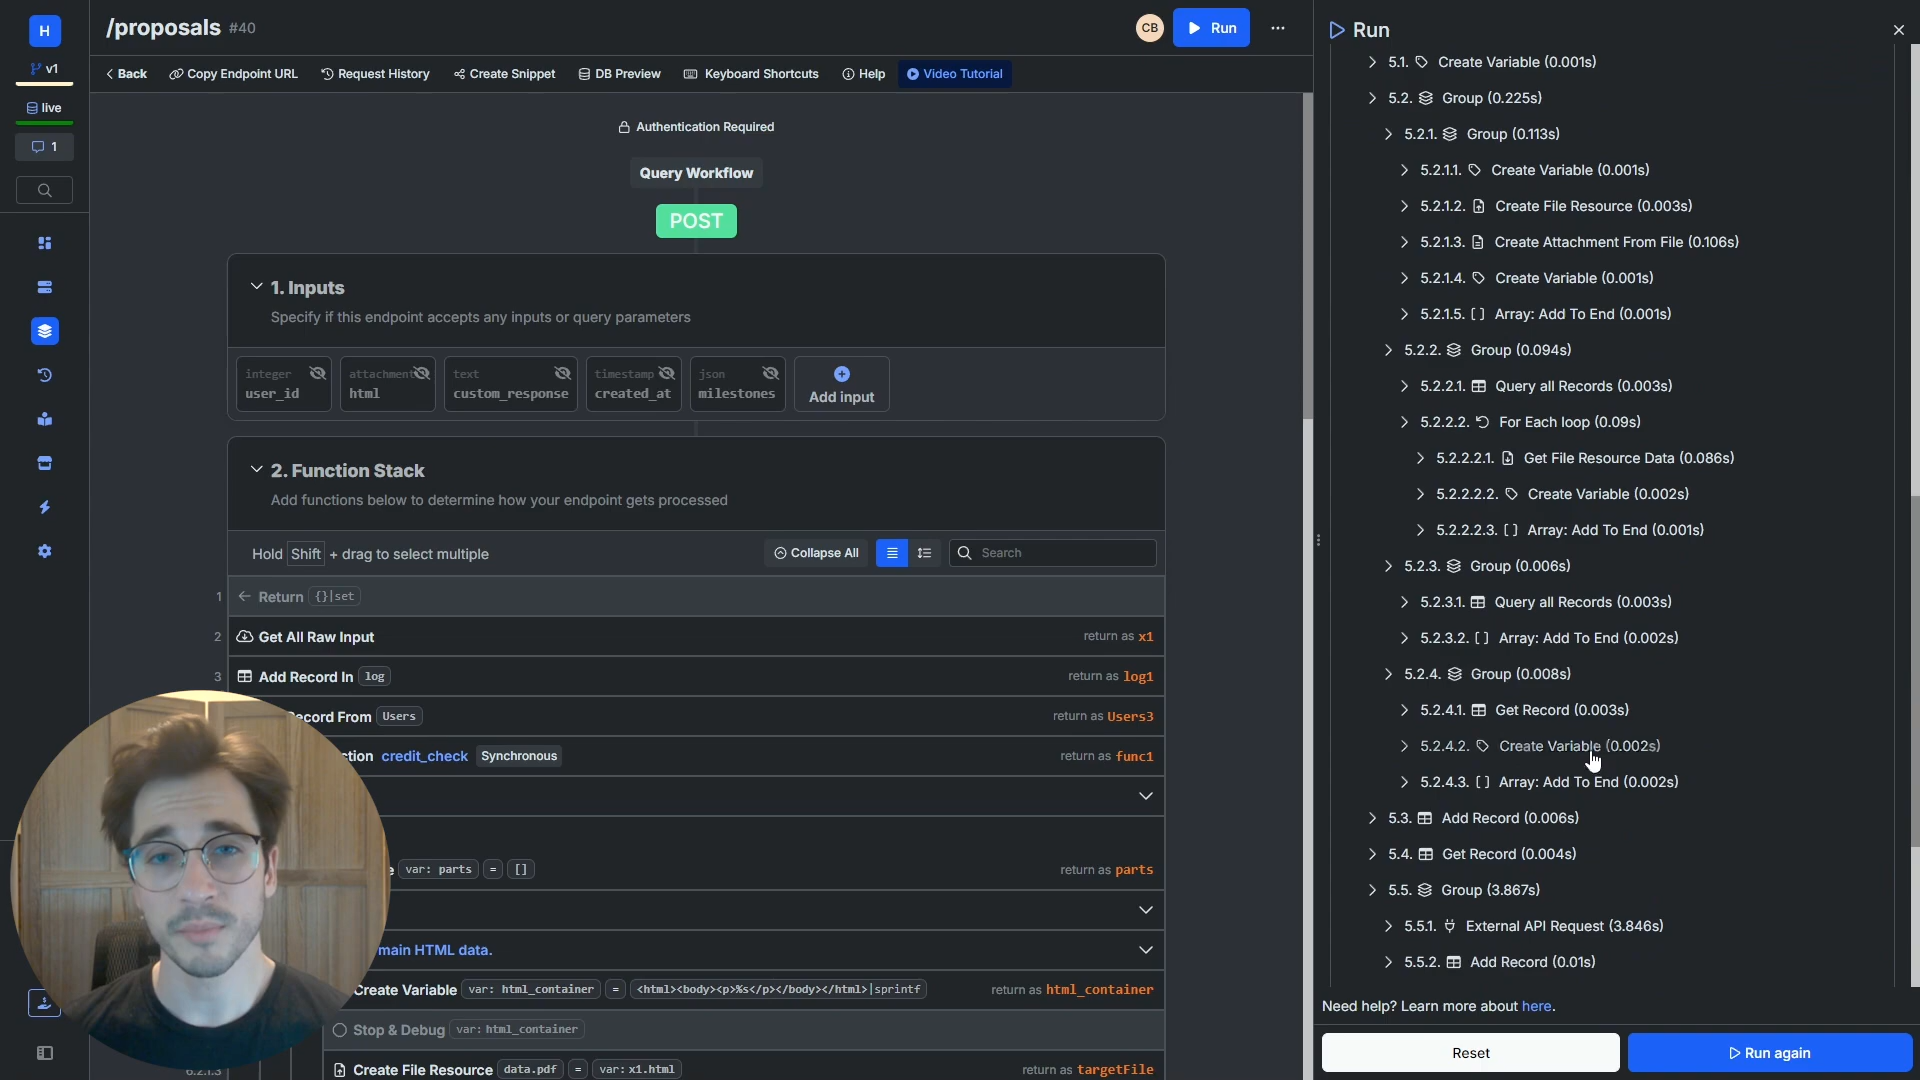 H
/proposals #40
CB
Run
v1
live
1
Back
Copy Endpoint URL
Request History
Create Snippet
DB Preview
Keyboard Shortcuts
Help
Video Tutorial
Authentication Required
Query Workflow
POST
1. Inputs
Specify if this endpoint accepts any inputs or query parameters
integer
user_id
attachment
html
text
custom_response
timestamp
created_at
json
milestones
Add input
2. Function Stack
Add functions below to determine how your endpoint gets processed
Hold Shift + drag to select multiple
Collapse All
Search
1 Return {}|set
2 Get All Raw Input return as x1
3 Add Record In log return as log1
ecord From Users return as Users3
ction credit_check Synchronous return as func1
e var: parts = [] return as parts
main HTML data.
Create Variable var: html_container = <html><body><p>%s</p></body></html>|sprintf return as html_container
Stop & Debug var: html_container
6.2.1.3
Create File Resource data.pdf = var: x1.html return as targetFile
Run
5.1. Create Variable (0.001s)
5.2. Group (0.225s)
5.2.1. Group (0.113s)
5.2.1.1. Create Variable (0.001s)
5.2.1.2. Create File Resource (0.003s)
5.2.1.3. Create Attachment From File (0.106s)
5.2.1.4. Create Variable (0.001s)
5.2.1.5. Array: Add To End (0.001s)
5.2.2. Group (0.094s)
5.2.2.1. Query all Records (0.003s)
5.2.2.2. For Each loop (0.09s)
5.2.2.2.1. Get File Resource Data (0.086s)
5.2.2.2.2. Create Variable (0.002s)
5.2.2.2.3. Array: Add To End (0.001s)
5.2.3. Group (0.006s)
5.2.3.1. Query all Records (0.003s)
5.2.3.2. Array: Add To End (0.002s)
5.2.4. Group (0.008s)
5.2.4.1. Get Record (0.003s)
5.2.4.2. Create Variable (0.002s)
5.2.4.3. Array: Add To End (0.002s)
5.3. Add Record (0.006s)
5.4. Get Record (0.004s)
5.5. Group (3.867s)
5.5.1. External API Request (3.846s)
5.5.2. Add Record (0.01s)
Need help? Learn more about here.
Reset
Run again